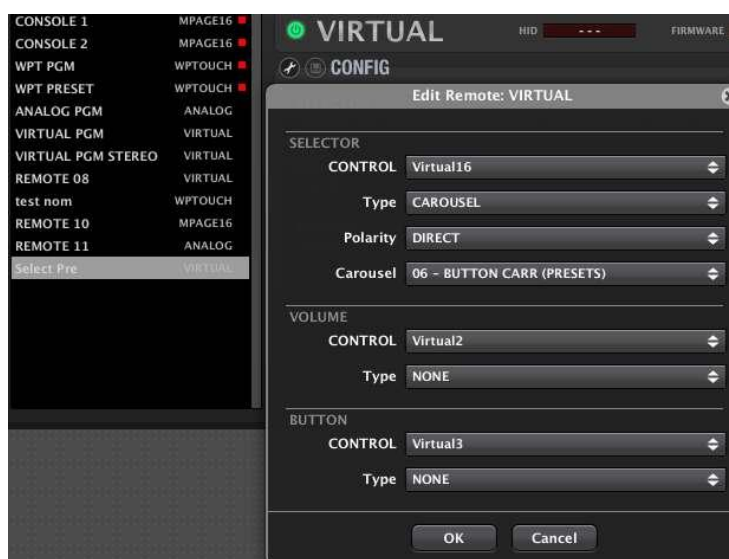 CONSOLE 1 MPAGE16
CONSOLE 2 MPAGE16
WPT PGM WPTOUCH
WPT PRESET WPTOUCH
ANALOG PGM ANALOG
VIRTUAL PGM VIRTUAL
VIRTUAL PGM STEREO VIRTUAL
REMOTE 08 VIRTUAL
test nom WPTOUCH
REMOTE 10 MPAGE16
REMOTE 11 ANALOG
Select Pre VIRTUAL
VIRTUAL HID --- FIRMWARE
CONFIG
Edit Remote: VIRTUAL
SELECTOR
CONTROL Virtual16
Type CAROUSEL
Polarity DIRECT
Carousel 06 - BUTTON CARR (PRESETS)
VOLUME
CONTROL Virtual2
Type NONE
BUTTON
CONTROL Virtual3
Type NONE
OK Cancel